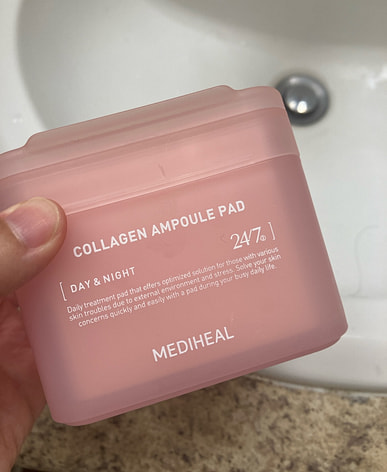 COLLAGEN AMPOULE PAD
24/7
[ DAY & NIGHT ]
Daily treatment pad that offers optimized solution for those with various
skin troubles due to external environment and stress. Solve your skin
concerns quickly and easily with a pad during your busy daily life.
MEDIHEAL